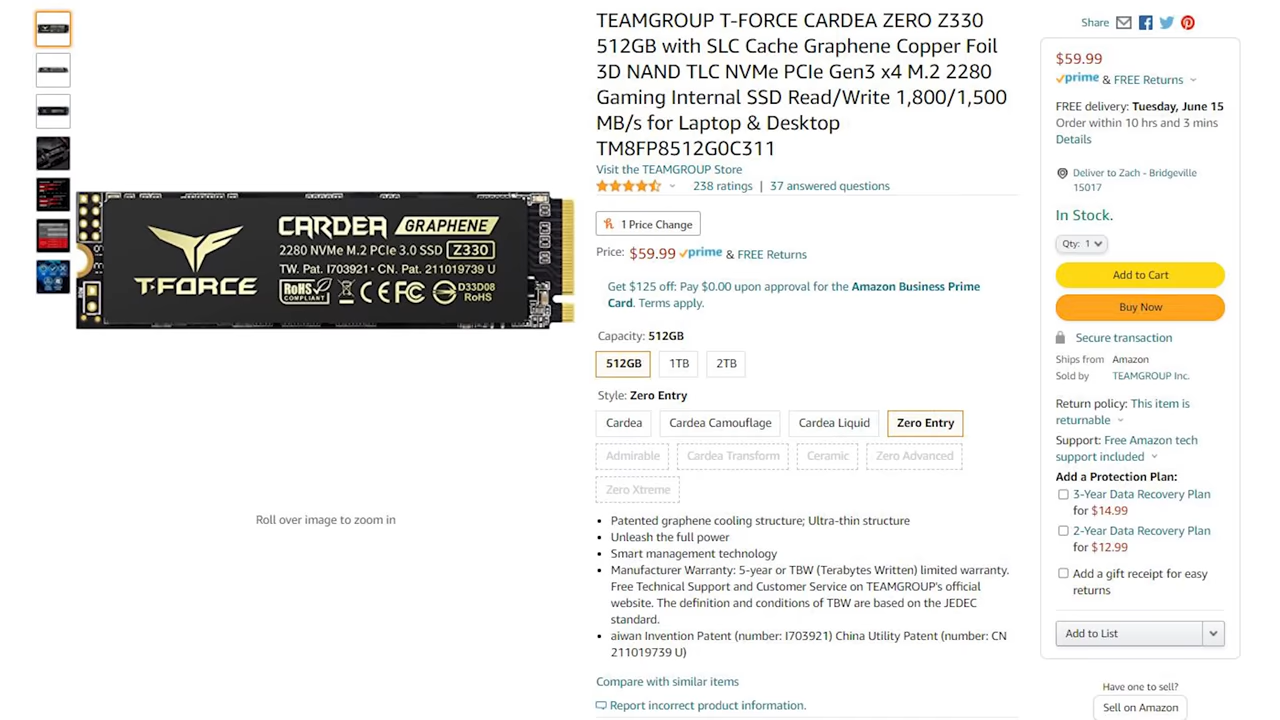 TEAMGROUP T-FORCE CARDEA ZERO Z330
512GB with SLC Cache Graphene Copper Foil
3D NAND TLC NVMe PCIe Gen3 x4 M.2 2280
Gaming Internal SSD Read/Write 1,800/1,500
MB/s for Laptop & Desktop
TM8FP8512G0C311
Visit the TEAMGROUP Store
238 ratings | 37 answered questions
1 Price Change
Price: $59.99 prime & FREE Returns
Get $125 off: Pay $0.00 upon approval for the Amazon Business Prime
Card. Terms apply.
Capacity: 512GB
512GB 1TB 2TB
Style: Zero Entry
Cardea Cardea Camouflage Cardea Liquid Zero Entry
Admirable Cardea Transform Ceramic Zero Advanced
Zero Xtreme
Patented graphene cooling structure; Ultra-thin structure
Unleash the full power
Smart management technology
Manufacturer Warranty: 5-year or TBW (Terabytes Written) limited warranty.
Free Technical Support and Customer Service on TEAMGROUP's official
website. The definition and conditions of TBW are based on the JEDEC
standard.
aiwan Invention Patent (number: I703921) China Utility Patent (number: CN
211019739 U)
Compare with similar items
Report incorrect product information.
T-FORCE
CARDEA GRAPHENE
2280 NVMe M.2 PCIe 3.0 SSD Z330
TW. Pat. I703921 • CN. Pat. 211019739 U
RoHS COMPLIANT CE FC D33D08
RoHS
Roll over image to zoom in
Share
$59.99
prime & FREE Returns
FREE delivery: Tuesday, June 15
Order within 10 hrs and 3 mins
Details
Deliver to Zach - Bridgeville
15017
In Stock.
Qty: 1
Add to Cart
Buy Now
Secure transaction
Ships from Amazon
Sold by TEAMGROUP Inc.
Return policy: This item is
returnable
Support: Free Amazon tech
support included
Add a Protection Plan:
3-Year Data Recovery Plan
for $14.99
2-Year Data Recovery Plan
for $12.99
Add a gift receipt for easy
returns
Add to List
Have one to sell?
Sell on Amazon